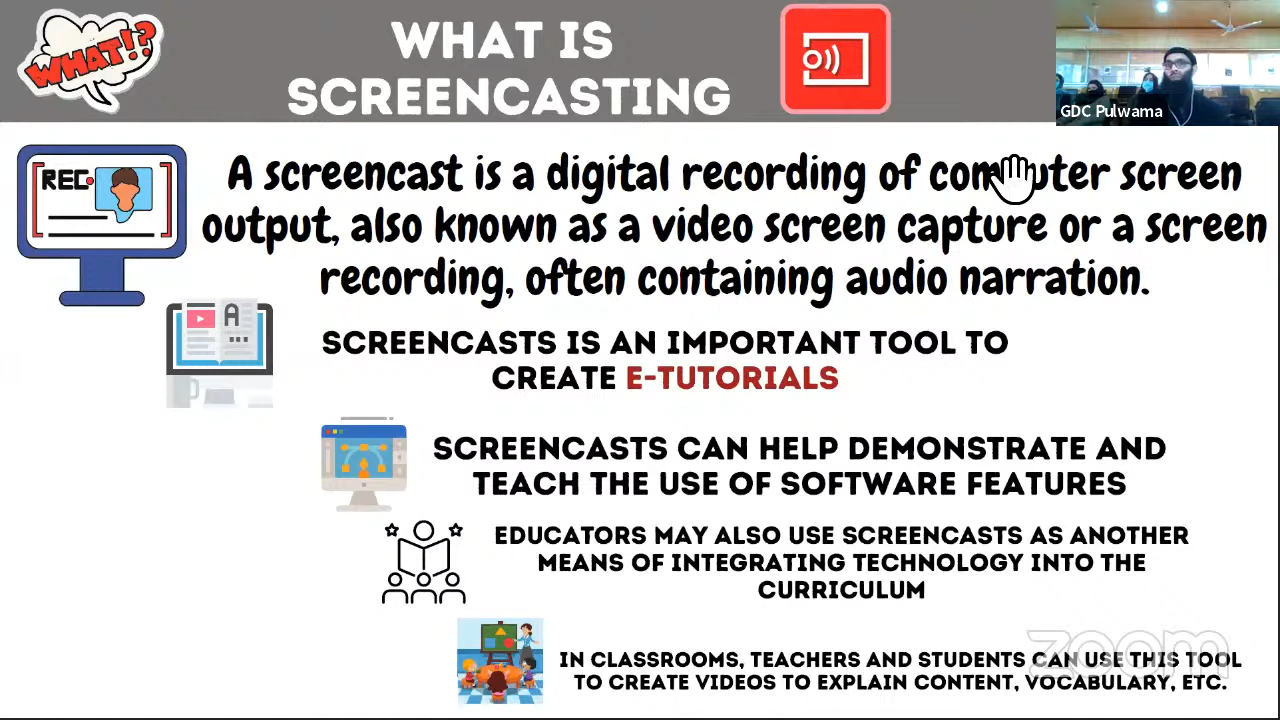 WHAT!?
WHAT IS
SCREENCASTING
GDC Pulwama
REC
A screencast is a digital recording of computer screen
output, also known as a video screen capture or a screen
recording, often containing audio narration.
A
SCREENCASTS IS AN IMPORTANT TOOL TO
CREATE E-TUTORIALS
SCREENCASTS CAN HELP DEMONSTRATE AND
TEACH THE USE OF SOFTWARE FEATURES
EDUCATORS MAY ALSO USE SCREENCASTS AS ANOTHER
MEANS OF INTEGRATING TECHNOLOGY INTO THE
CURRICULUM
zoom
IN CLASSROOMS, TEACHERS AND STUDENTS CAN USE THIS TOOL
TO CREATE VIDEOS TO EXPLAIN CONTENT, VOCABULARY, ETC.